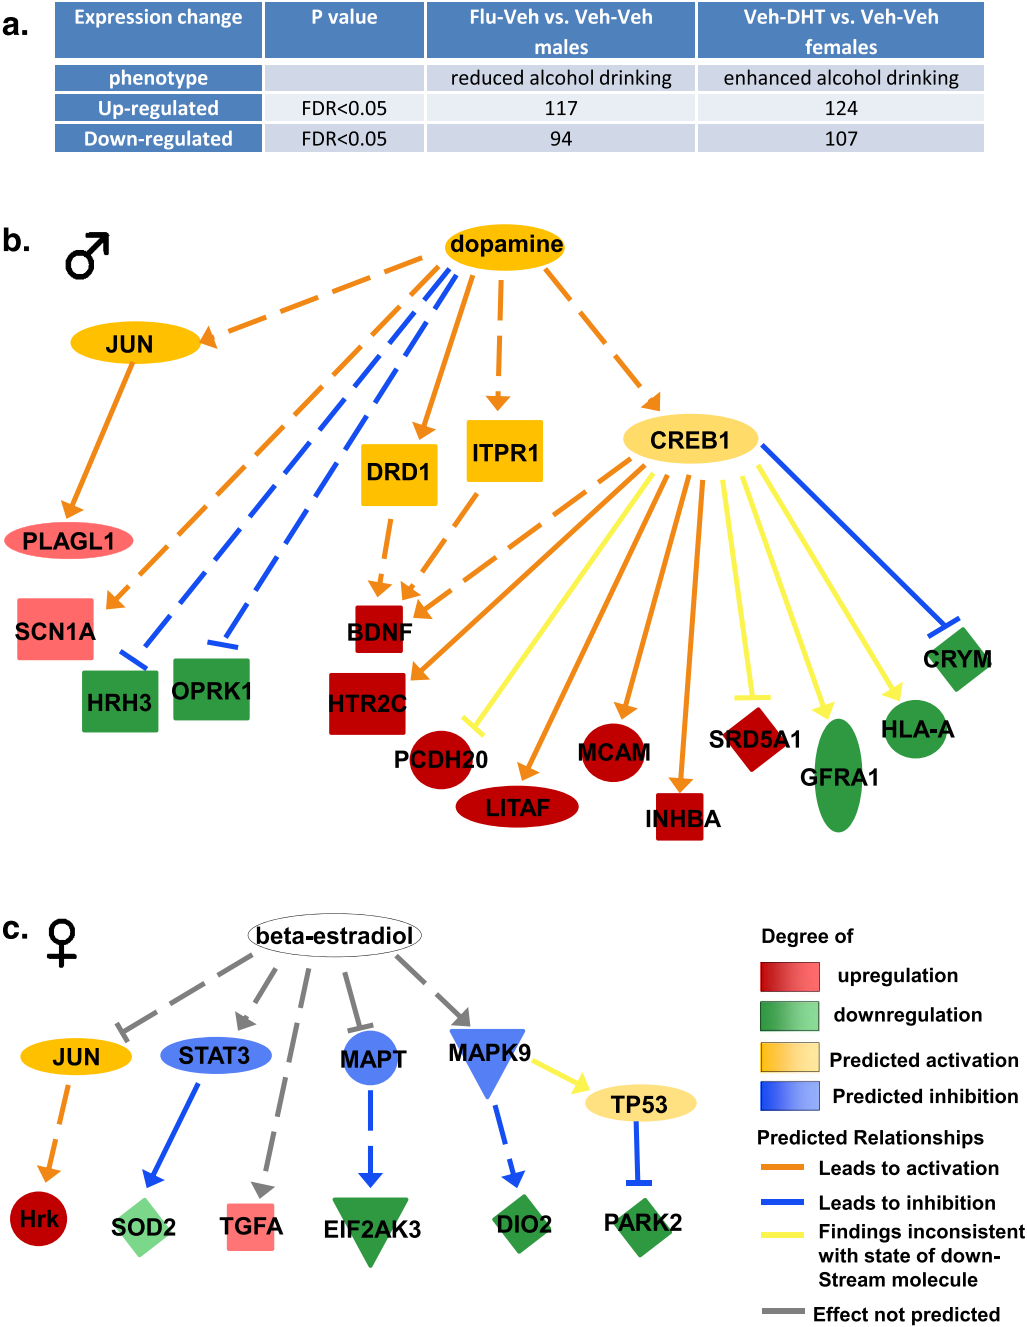 a.
Expression change P value Flu-Veh vs. Veh-Veh males Veh-DHT vs. Veh-Veh females
phenotype reduced alcohol drinking enhanced alcohol drinking
Up-regulated FDR<0.05 117 124
Down-regulated FDR<0.05 94 107
b. ♂
dopamine
JUN
CREB1
ITPR1
DRD1
PLAGL1
SCN1A
BDNF
CRYM
OPRK1
HRH3
HTR2C
HLA-A
SRD5A1
MCAM
PCDH20
GFRA1
LITAF
INHBA
c. ♀
beta-estradiol
JUN
STAT3
MAPT
MAPK9
TP53
Hrk
SOD2
TGFA
EIF2AK3
DIO2
PARK2
Degree of
upregulation
downregulation
Predicted activation
Predicted inhibition
Predicted Relationships
Leads to activation
Leads to inhibition
Findings inconsistent
with state of down-
Stream molecule
Effect not predicted